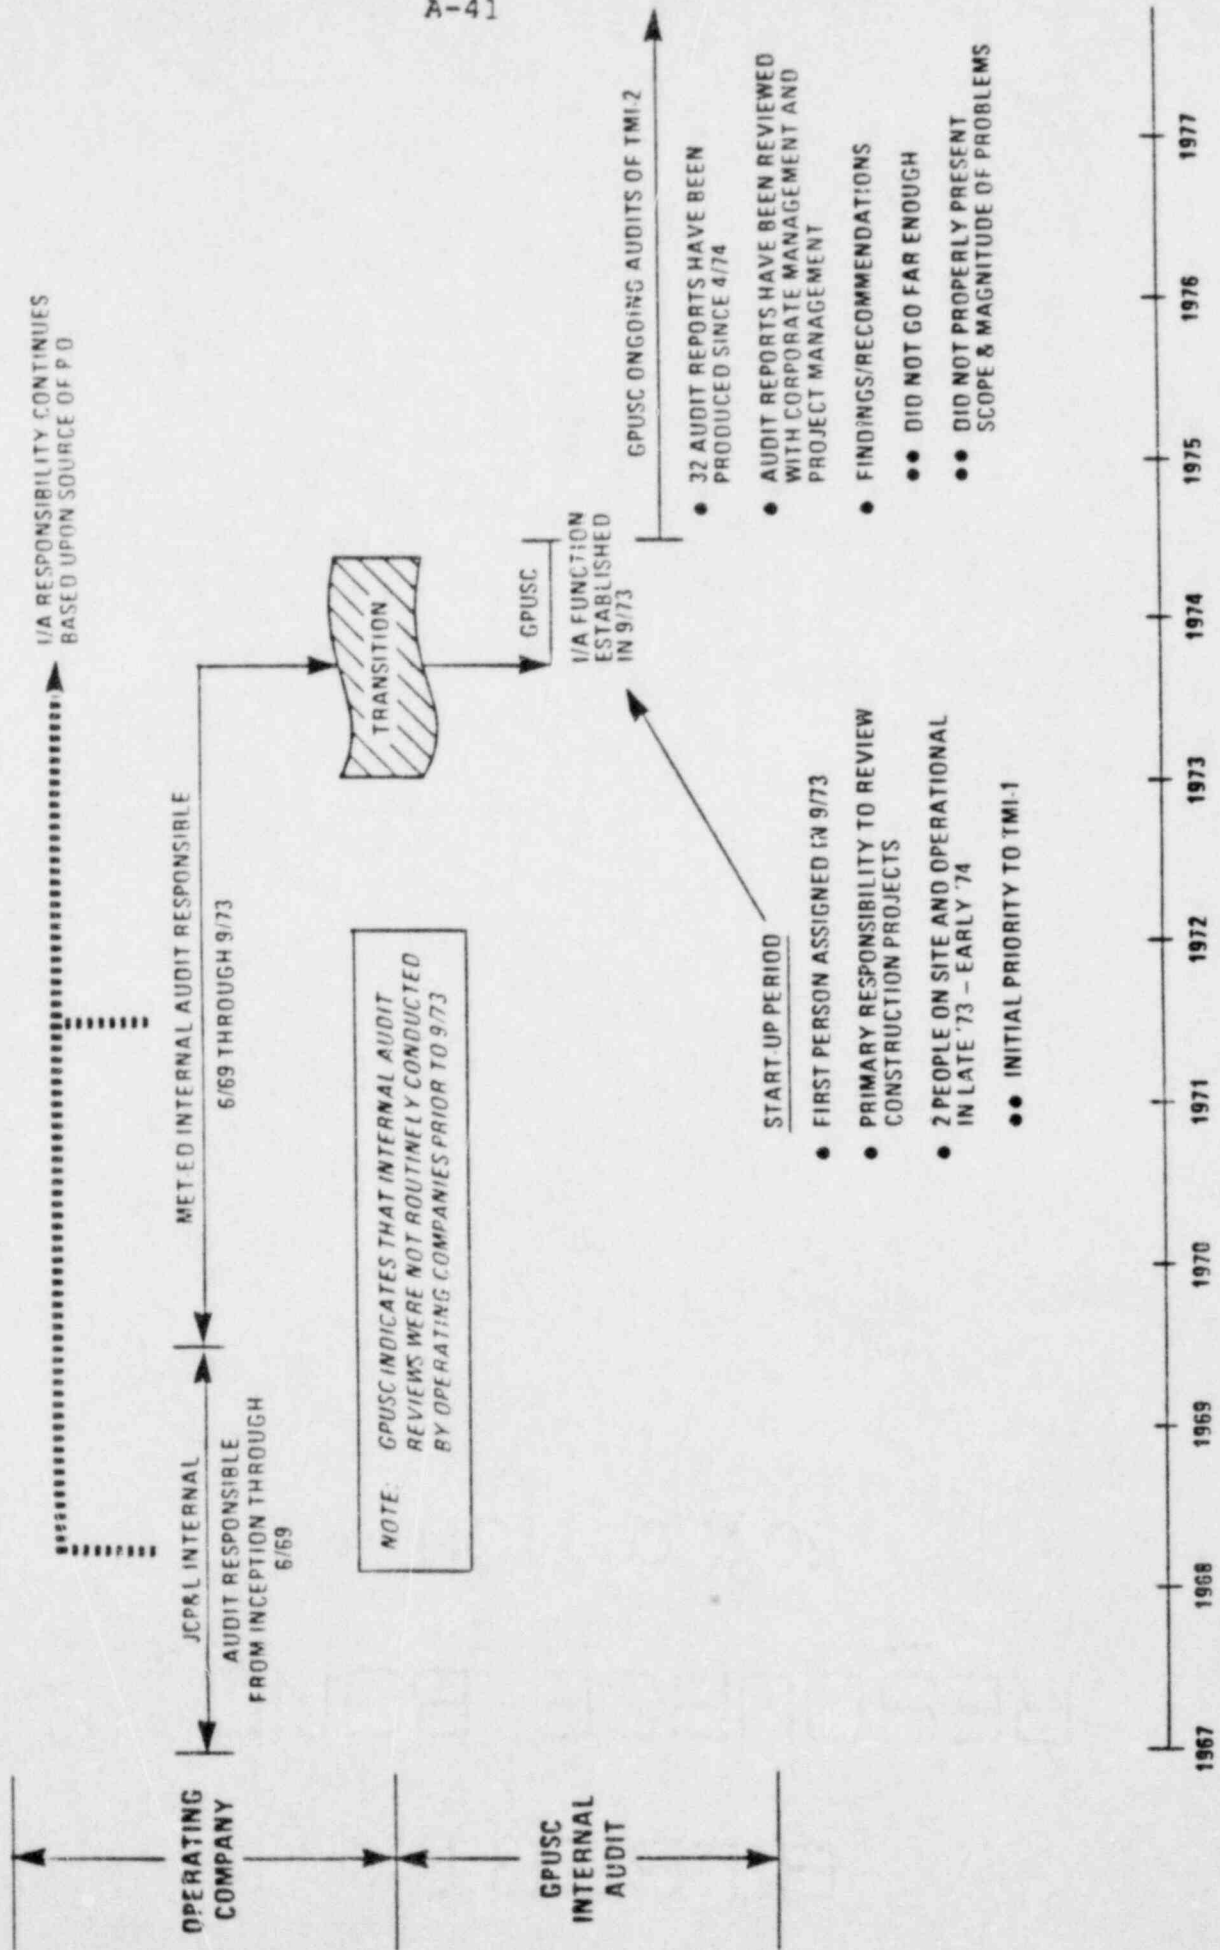 A-41
I/A RESPONSIBILITY CONTINUES
BASED UPON SOURCE OF P O
OPERATING
COMPANY
JCP&L INTERNAL
AUDIT RESPONSIBLE
FROM INCEPTION THROUGH
6/69
MET-ED INTERNAL AUDIT RESPONSIBLE
6/69 THROUGH 9/73
TRANSITION
NOTE: GPUSC INDICATES THAT INTERNAL AUDIT
REVIEWS WERE NOT ROUTINELY CONDUCTED
BY OPERATING COMPANIES PRIOR TO 9/73
GPUSC
INTERNAL
AUDIT
GPUSC
I/A FUNCTION
ESTABLISHED
IN 9/73
GPUSC ONGOING AUDITS OF TMI-2
● 32 AUDIT REPORTS HAVE BEEN
PRODUCED SINCE 4/74
● AUDIT REPORTS HAVE BEEN REVIEWED
WITH CORPORATE MANAGEMENT AND
PROJECT MANAGEMENT
● FINDINGS/RECOMMENDATIONS
●● DID NOT GO FAR ENOUGH
●● DID NOT PROPERLY PRESENT
SCOPE & MAGNITUDE OF PROBLEMS
START-UP PERIOD
● FIRST PERSON ASSIGNED IN 9/73
● PRIMARY RESPONSIBILITY TO REVIEW
CONSTRUCTION PROJECTS
● 2 PEOPLE ON SITE AND OPERATIONAL
IN LATE '73 – EARLY '74
●● INITIAL PRIORITY TO TMI-1
1967 1968 1969 1970 1971 1972 1973 1974 1975 1976 1977